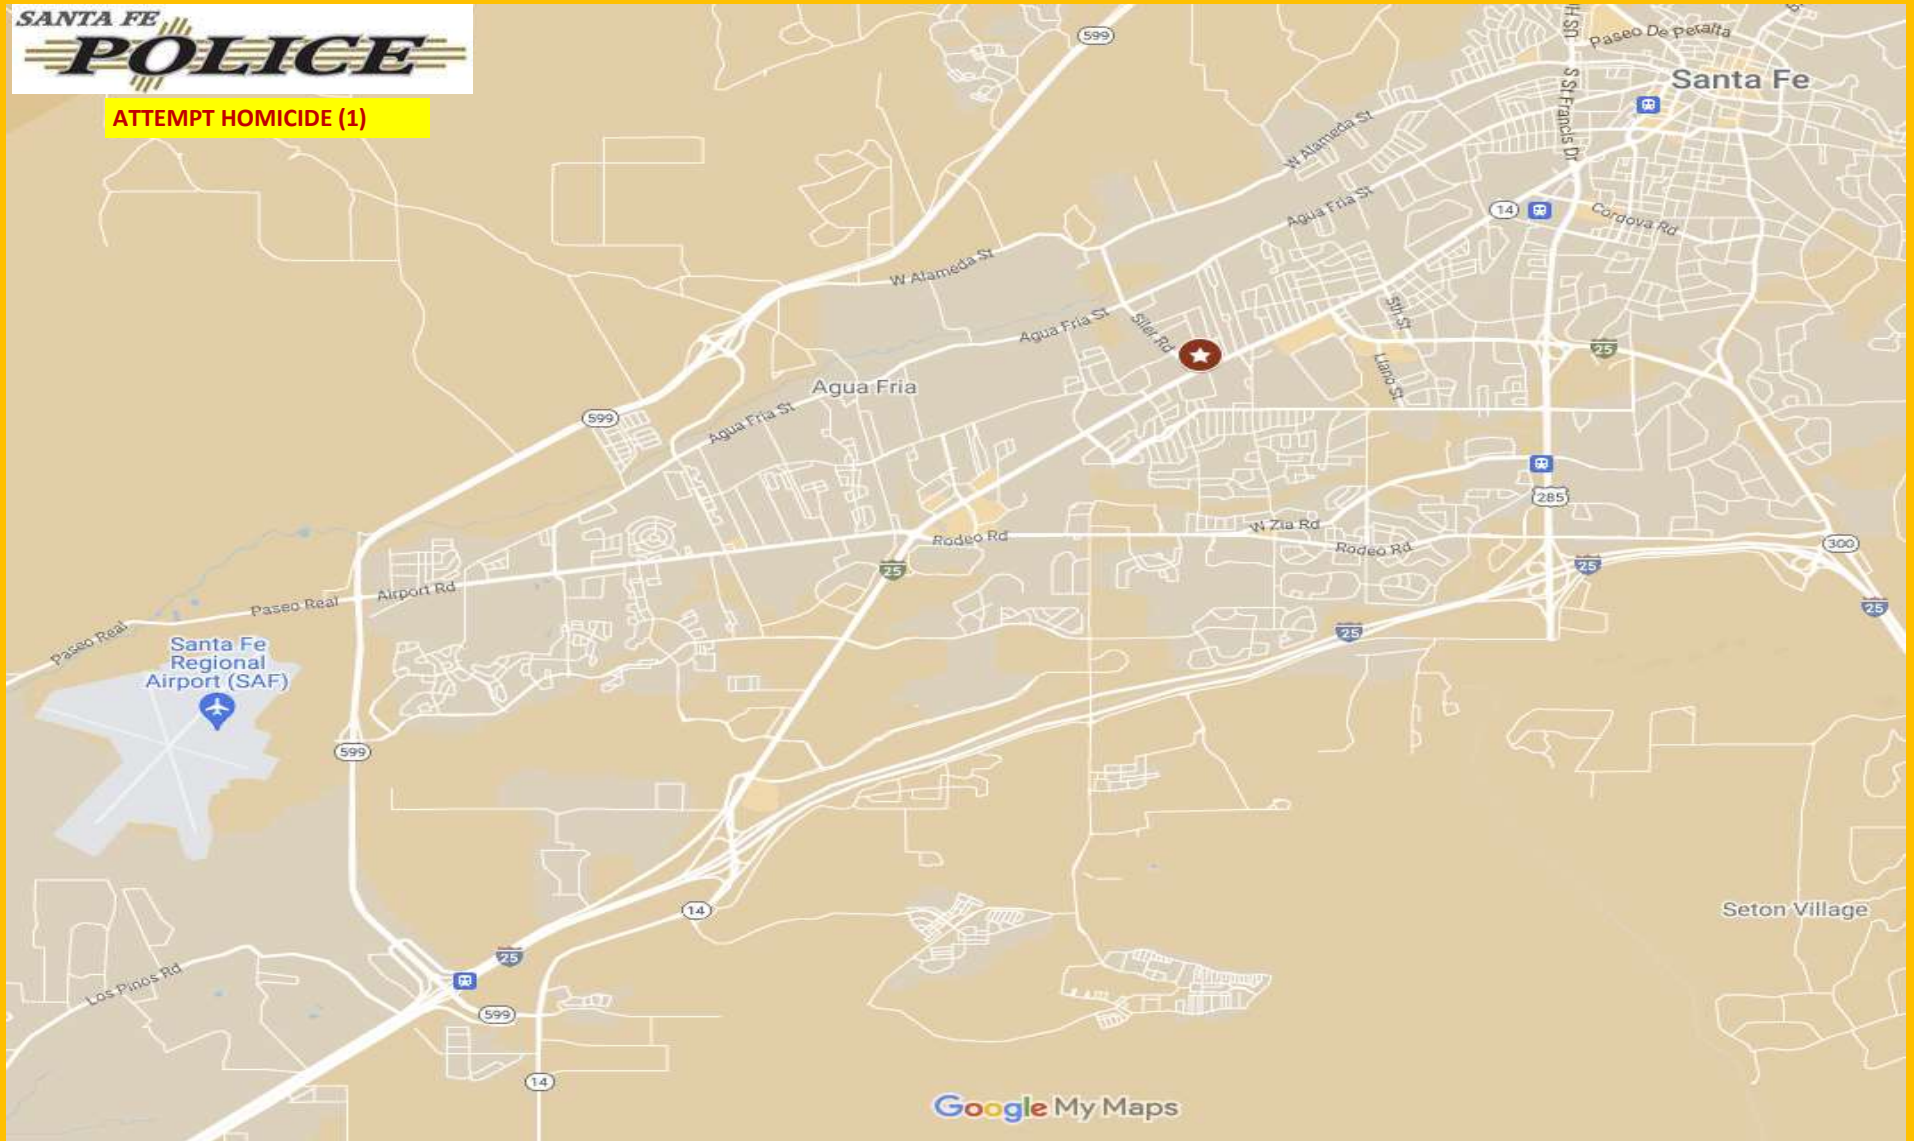 SANTA FE
POLICE
ATTEMPT HOMICIDE (1)
599
Paseo De Peralta
Santa Fe
S St Francis Dr
W Alameda St
Agua Fria St
14
Cordova Rd
W Alameda St
Agua Fria St
Siler Rd
5th St
Llano St
25
Agua Fria
599
Agua Fria St
285
W Zia Rd
Rodeo Rd
Rodeo Rd
300
25
25
25
25
Airport Rd
Paseo Real
Paseo Real
Santa Fe
Regional
Airport (SAF)
599
14
Seton Village
25
Los Pinos Rd
599
14
Google My Maps